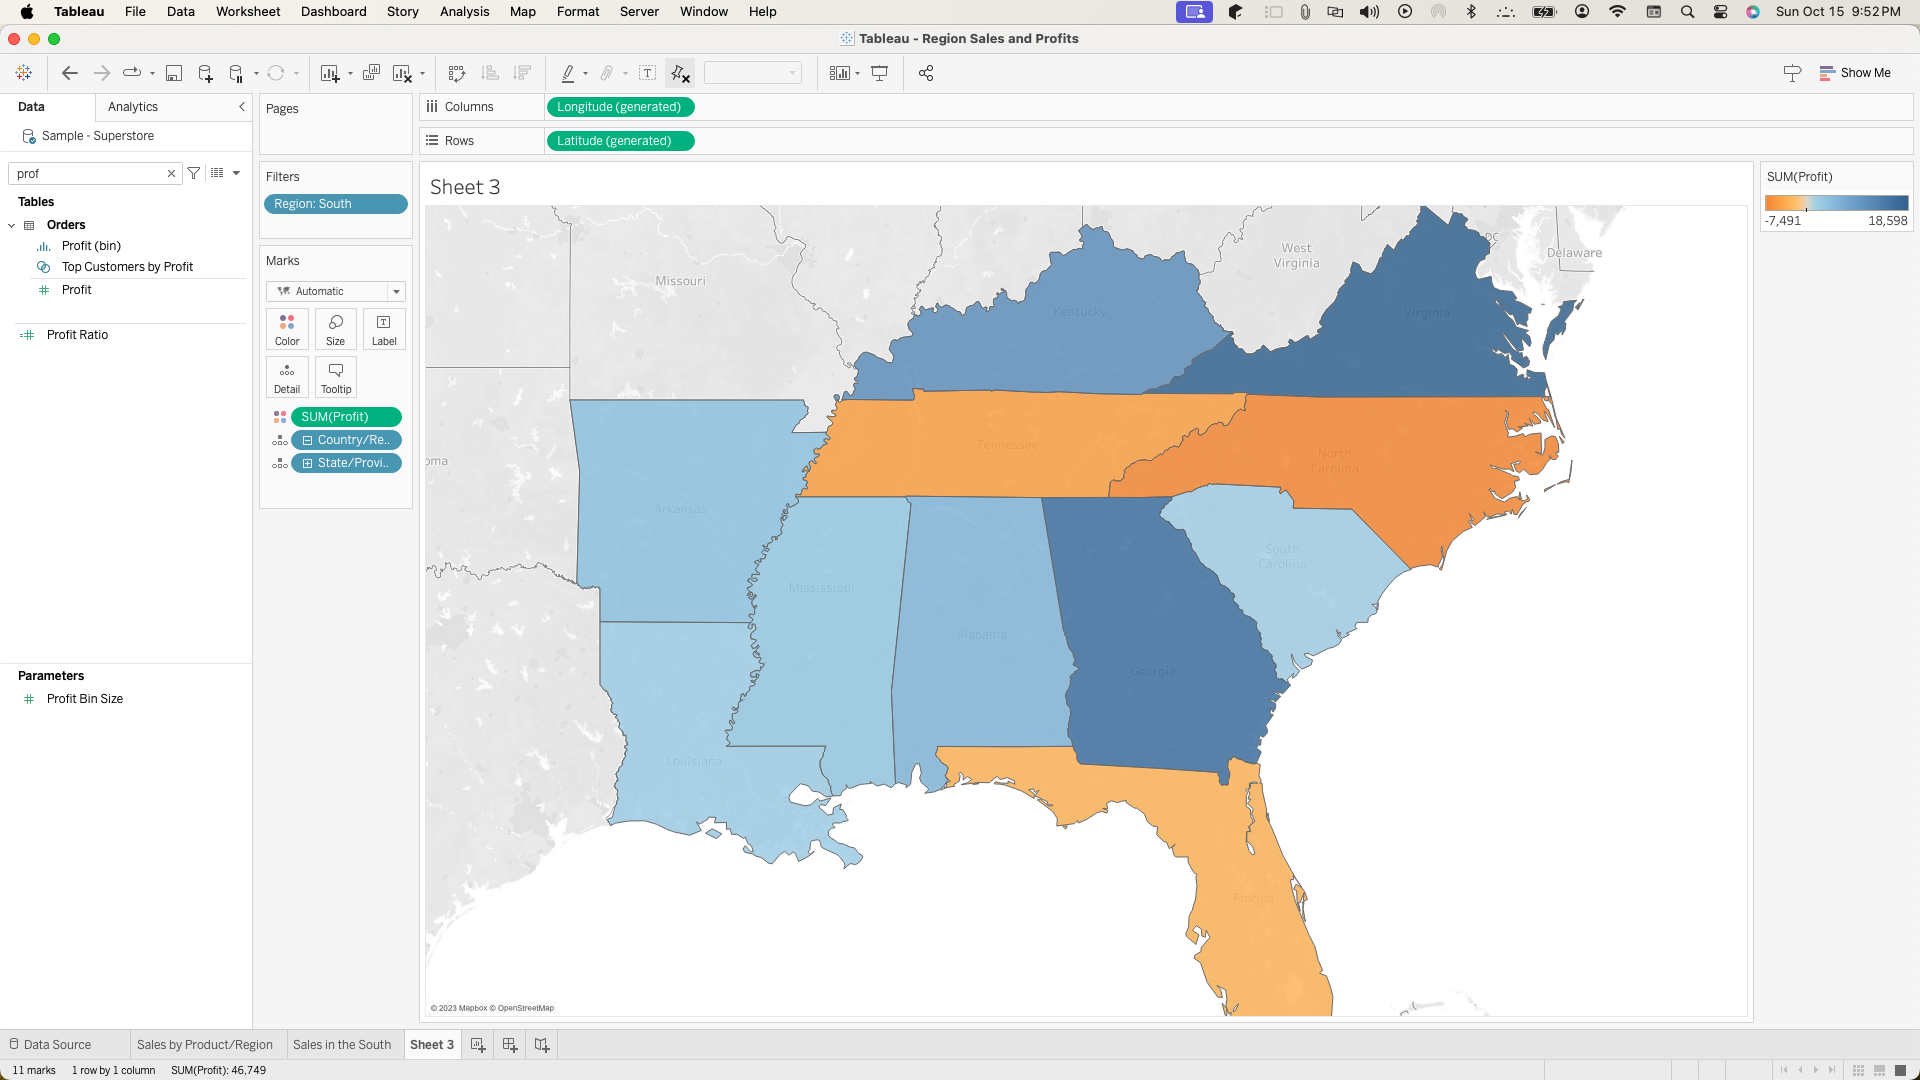 Tableau File Data Worksheet Dashboard Story Analysis Map Format Server Window Help
Sun Oct 15 9:52 PM
Tableau - Region Sales and Profits
Show Me
Data Analytics
Sample - Superstore
prof
Tables
Orders
Profit (bin)
Top Customers by Profit
Profit
Profit Ratio
Parameters
Profit Bin Size
Pages
Filters
Region: South
Marks
Automatic
Color Size Label
Detail Tooltip
SUM(Profit)
Country/Re..
State/Provi..
Columns Longitude (generated)
Rows Latitude (generated)
Sheet 3
Missouri
West
Virginia
DC
Delaware
Kentucky
Virginia
oma
Tennessee
North
Carolina
Arkansas
South
Carolina
Mississippi
Alabama
Georgia
Louisiana
Florida
© 2023 Mapbox © OpenStreetMap
SUM(Profit)
-7,491 18,598
Data Source Sales by Product/Region Sales in the South Sheet 3
11 marks 1 row by 1 column SUM(Profit): 46,749